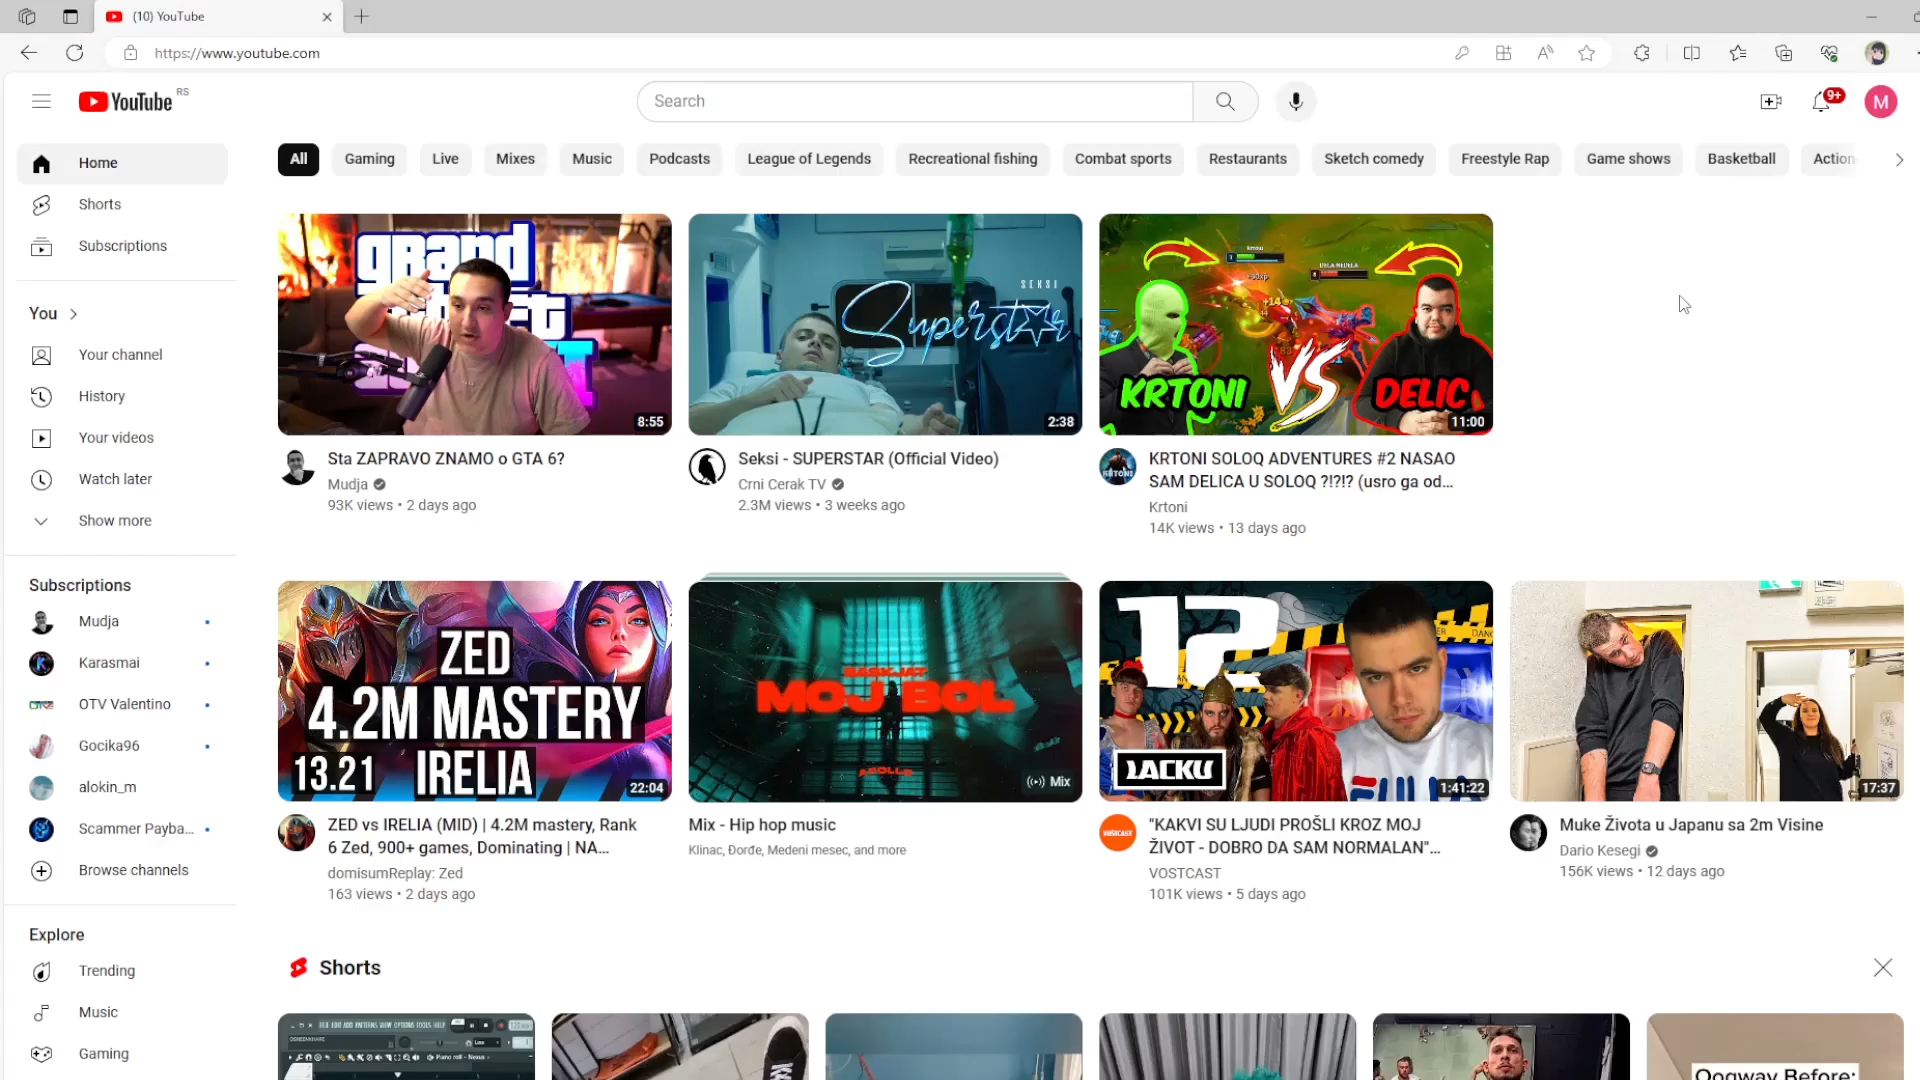 (10) YouTube
https://www.youtube.com
YouTube RS
Search
9+
M
Home
Shorts
Subscriptions
You
Your channel
History
Your videos
Watch later
Show more
Subscriptions
Mudja
Karasmai
OTV Valentino
Gocika96
alokin_m
Scammer Payba...
Browse channels
Explore
Trending
Music
Gaming
All
Gaming
Live
Mixes
Music
Podcasts
League of Legends
Recreational fishing
Combat sports
Restaurants
Sketch comedy
Freestyle Rap
Game shows
Basketball
Action
grand
8:55
Sta ZAPRAVO ZNAMO o GTA 6?
Mudja
93K views • 2 days ago
SEKSI
Superstar
2:38
Seksi - SUPERSTAR (Official Video)
Crni Cerak TV
2.3M views • 3 weeks ago
KRTONI VS DELIC
11:00
KRTONI SOLOQ ADVENTURES #2 NASAO
SAM DELICA U SOLOQ ?!?!? (usro ga od...
Krtoni
14K views • 13 days ago
ZED
4.2M MASTERY
13.21 IRELIA
22:04
ZED vs IRELIA (MID) | 4.2M mastery, Rank
6 Zed, 900+ games, Dominating | NA...
domisumReplay: Zed
163 views • 2 days ago
MOJ BOL
Mix
Mix - Hip hop music
Klinac, Đorđe, Medeni mesec, and more
12
LACKU
FILA
1:41:22
"KAKVI SU LJUDI PROŠLI KROZ MOJ
ŽIVOT - DOBRO DA SAM NORMALAN"...
VOSTCAST
101K views • 5 days ago
17:37
Muke Života u Japanu sa 2m Visine
Dario Kesegi
156K views • 12 days ago
Shorts
Oogway Before: